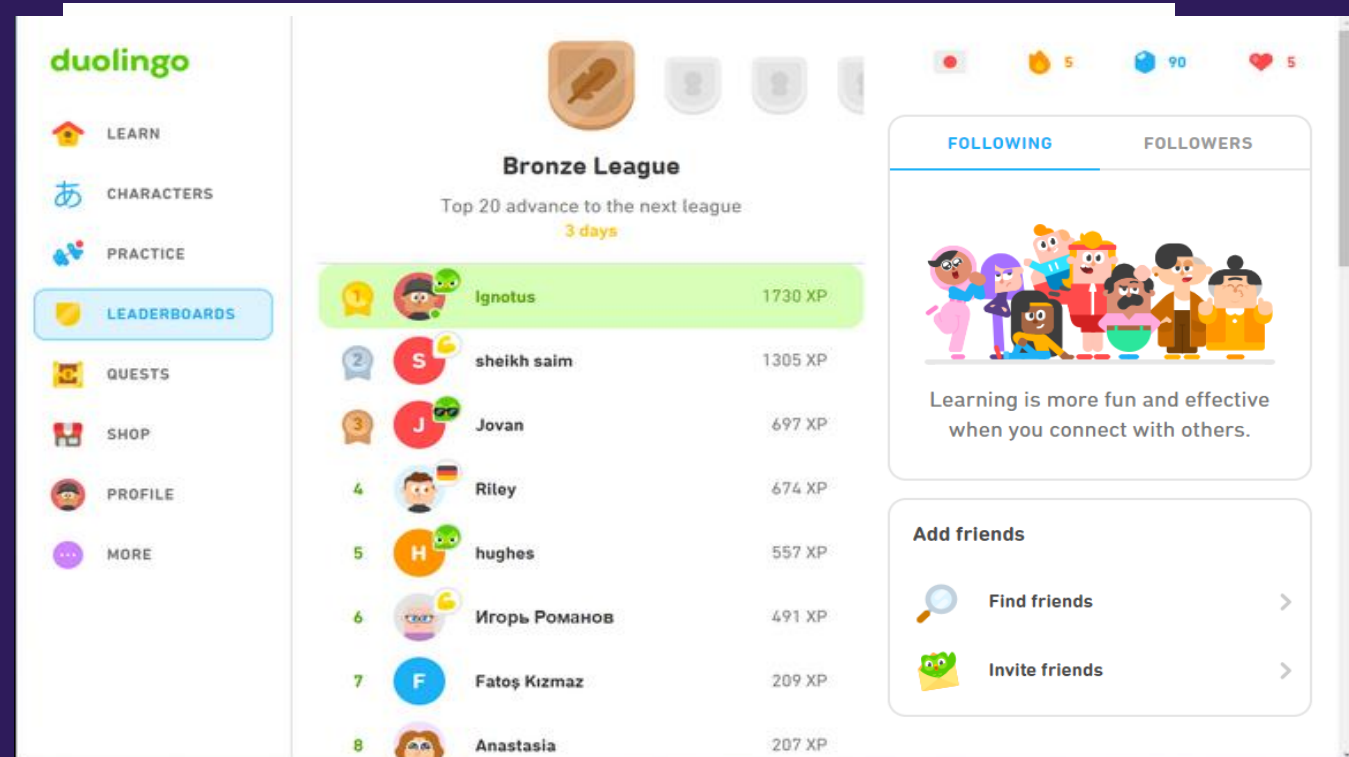 duolingo
LEARN
あ CHARACTERS
PRACTICE
LEADERBOARDS
QUESTS
SHOP
PROFILE
MORE
Bronze League
Top 20 advance to the next league
3 days
1 Ignotus 1730 XP
2 S sheikh saim 1305 XP
3 J Jovan 697 XP
4 Riley 674 XP
5 H hughes 557 XP
6 Игорь Романов 491 XP
7 F Fatoş Kızmaz 209 XP
8 Anastasia 207 XP
5 90 5
FOLLOWING FOLLOWERS
Learning is more fun and effective
when you connect with others.
Add friends
Find friends
Invite friends